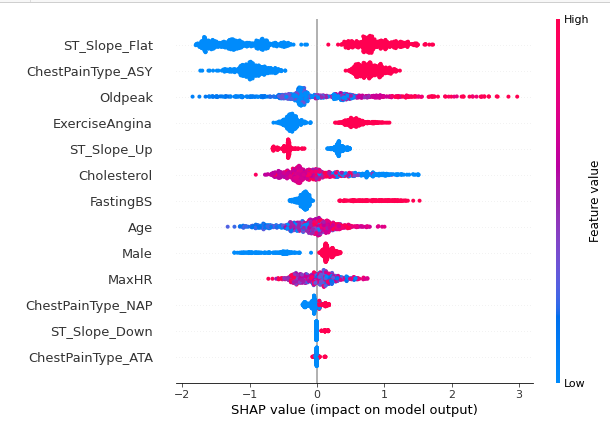 High
ST_Slope_Flat
ChestPainType_ASY
Oldpeak
ExerciseAngina
ST_Slope_Up
Cholesterol
FastingBS
Age
Male
MaxHR
ChestPainType_NAP
ST_Slope_Down
ChestPainType_ATA
Feature value
Low
−2 −1 0 1 2 3
SHAP value (impact on model output)